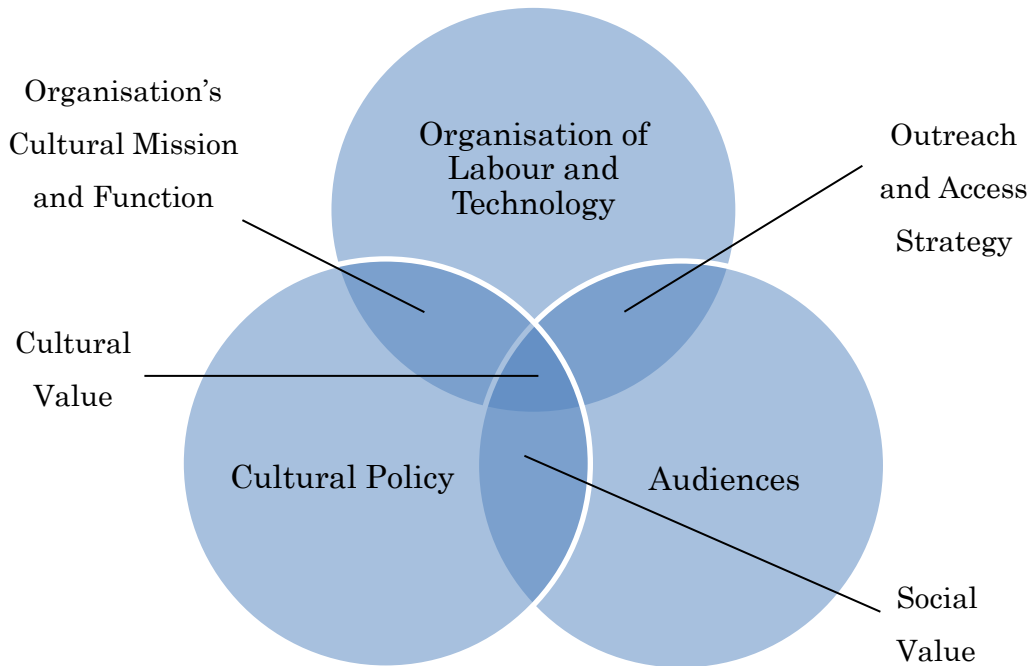 Organisation’s
Cultural Mission
and Function
Organisation of
Labour and
Technology
Outreach
and Access
Strategy
Cultural
Value
Cultural Policy
Audiences
Social
Value